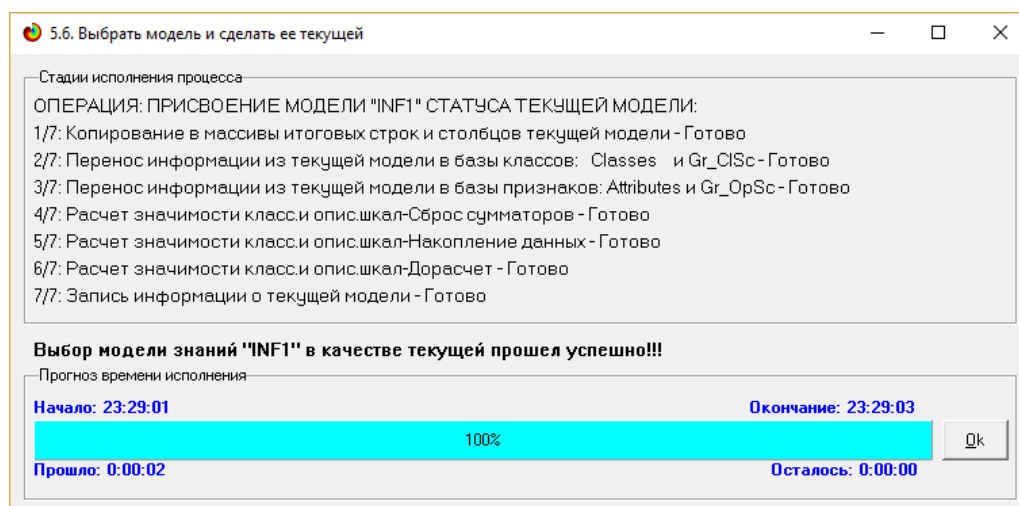 5.6. Выбрать модель и сделать ее текущей
Стадии исполнения процесса
ОПЕРАЦИЯ: ПРИСВОЕНИЕ МОДЕЛИ "INF1" СТАТУСА ТЕКУЩЕЙ МОДЕЛИ:
1/7: Копирование в массивы итоговых строк и столбцов текущей модели - Готово
2/7: Перенос информации из текущей модели в базы классов: Classes и Gr_ClSc - Готово
3/7: Перенос информации из текущей модели в базы признаков: Attributes и Gr_OpSc - Готово
4/7: Расчет значимости класс.и опис.шкал-Сброс сумматоров - Готово
5/7: Расчет значимости класс.и опис.шкал-Накопление данных - Готово
6/7: Расчет значимости класс.и опис.шкал-Дорасчет - Готово
7/7: Запись информации о текущей модели - Готово
Выбор модели знаний "INF1" в качестве текущей прошел успешно!!!
Прогноз времени исполнения
Начало: 23:29:01 Окончание: 23:29:03
100% Ok
Прошло: 0:00:02 Осталось: 0:00:00